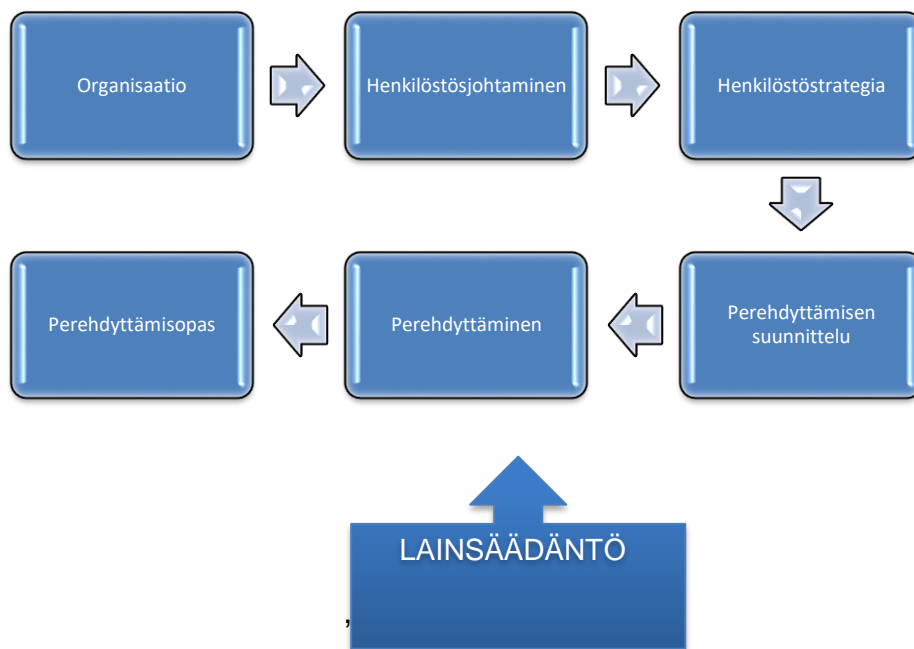 Organisaatio
Henkilöstösjohtaminen
Henkilöstöstrategia
Perehdyttämisen
suunnittelu
Perehdyttäminen
Perehdyttämisopas
LAINSÄÄDÄNTÖ
,